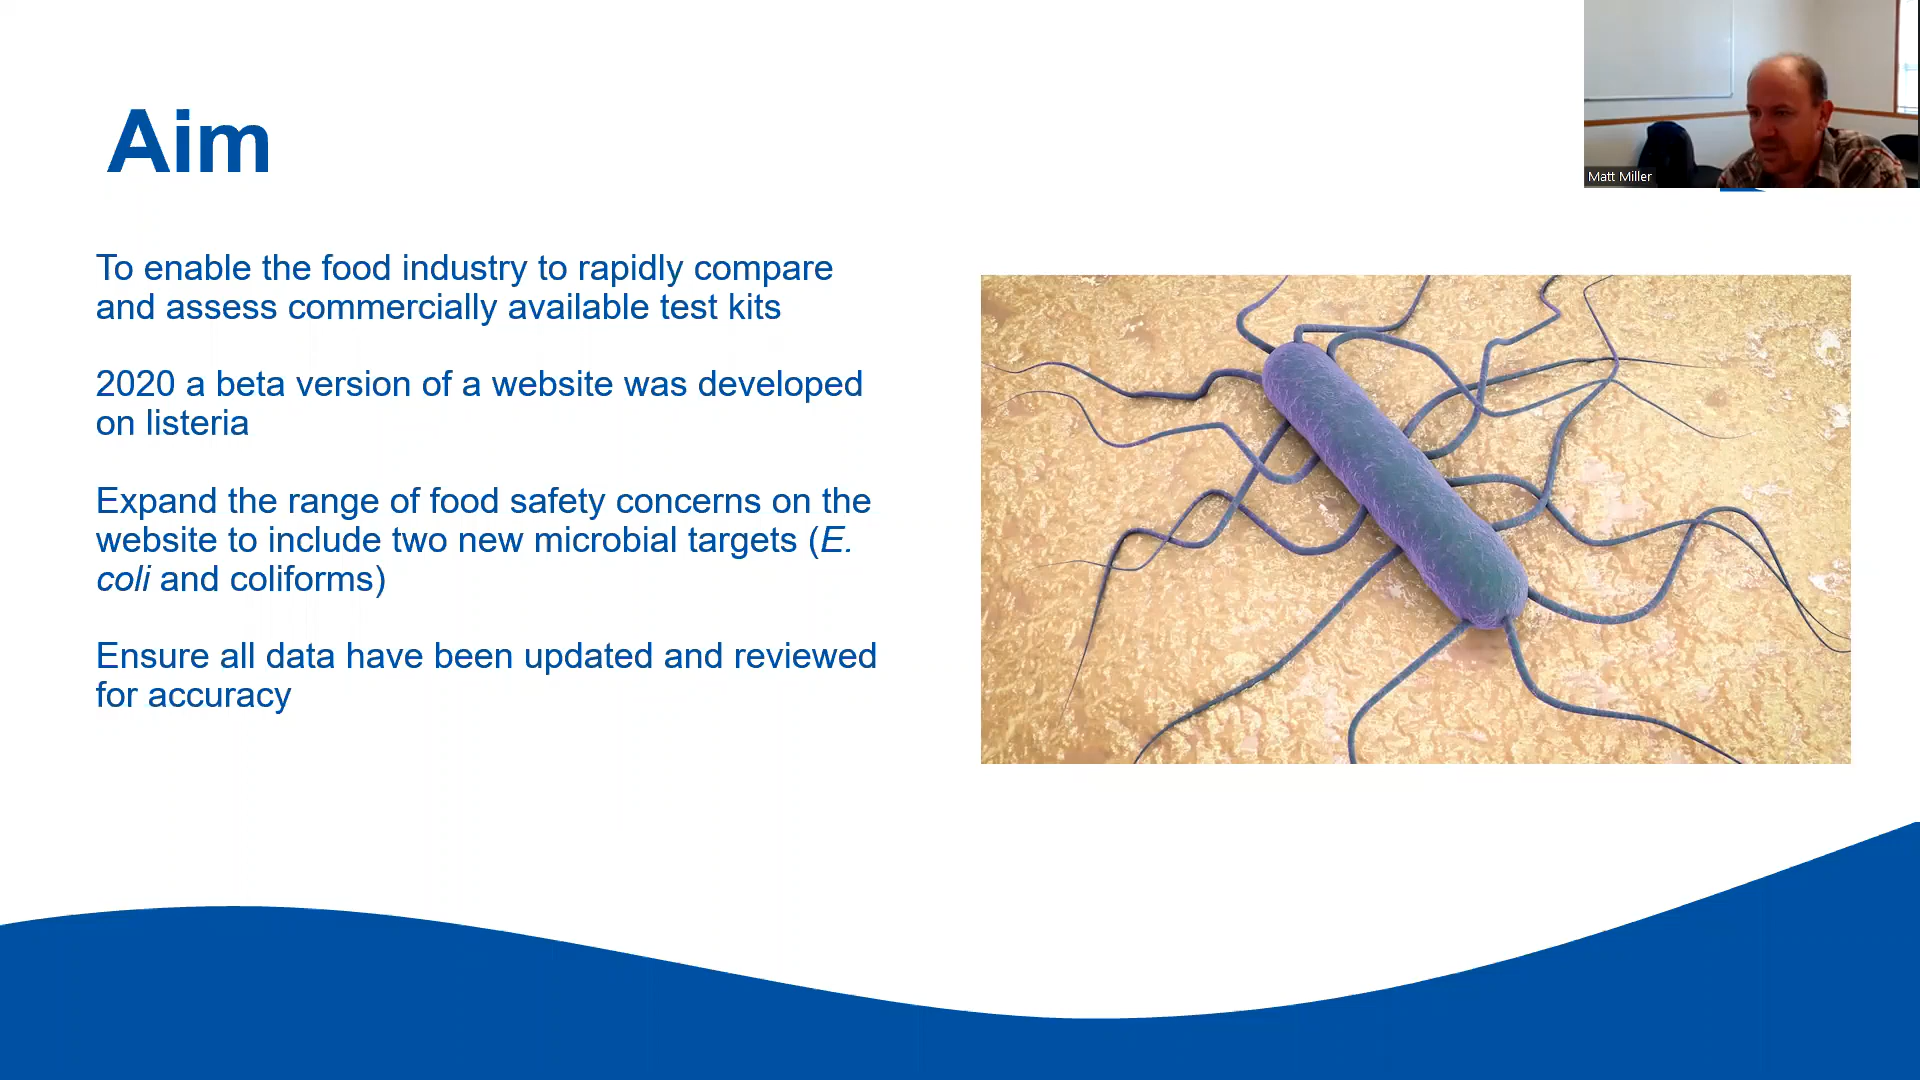 Aim
Matt Miller
To enable the food industry to rapidly compare
and assess commercially available test kits
2020 a beta version of a website was developed
on listeria
Expand the range of food safety concerns on the
website to include two new microbial targets (E.
coli and coliforms)
Ensure all data have been updated and reviewed
for accuracy